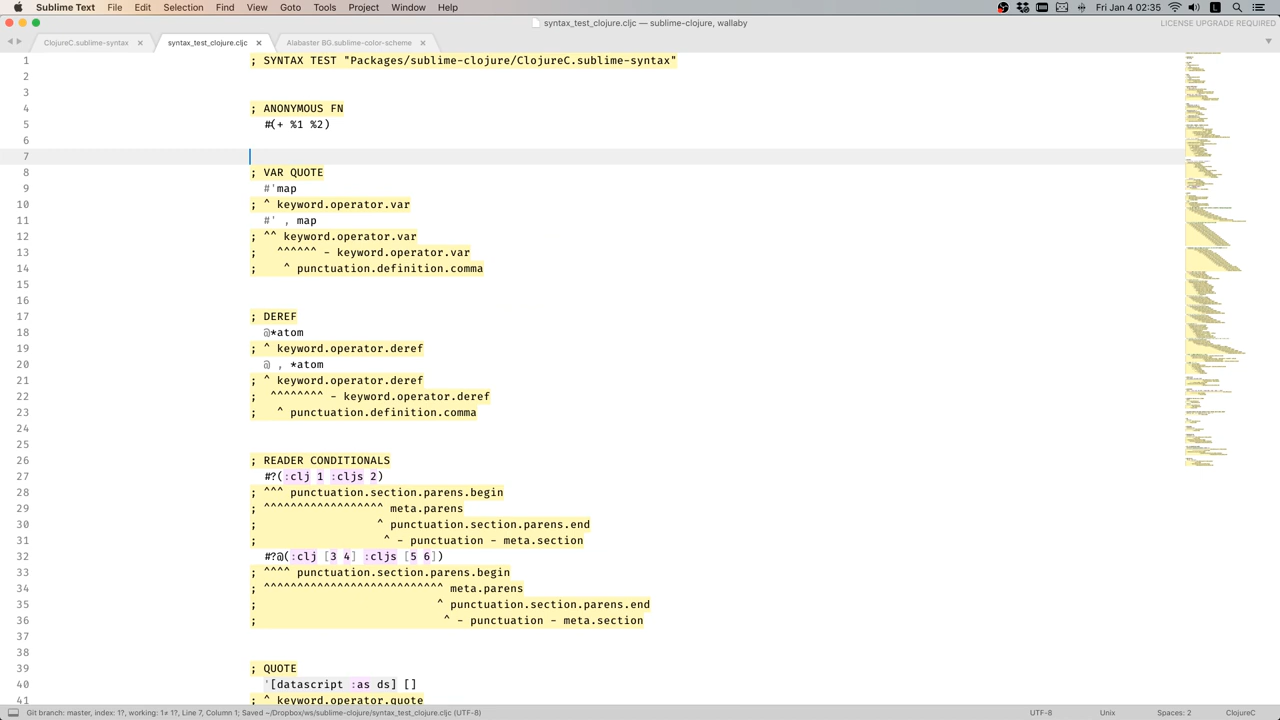 Sublime Text File Edit Selection Find View Goto Tools Project Window Help L Fri Jan 4 02:35
syntax_test_clojure.cljc — sublime-clojure, wallaby LICENSE UPGRADE REQUIRED
ClojureC.sublime-syntax × syntax_test_clojure.cljc × Alabaster BG.sublime-color-scheme ×
1 ; SYNTAX TEST "Packages/sublime-clojure/ClojureC.sublime-syntax"
2
3
4 ; ANONYMOUS FN
5 #(+ %1 %2)
6
7
8 ; VAR QUOTE
9 #'map
10 ; ^ keyword.operator.var
11 #' , map
12 ; ^^ keyword.operator.var
13 ; ^^^^^^ - keyword.operator.var
14 ; ^ punctuation.definition.comma
15
16
17 ; DEREF
18 @*atom
19 ; ^ keyword.operator.deref
20 @ , *atom
21 ; ^ keyword.operator.deref
22 ; ^^^^^^^^ - keyword.operator.deref
23 ; ^ punctuation.definition.comma
24
25
26 ; READER CONDITIONALS
27 #?(:clj 1 :cljs 2)
28 ; ^^^ punctuation.section.parens.begin
29 ; ^^^^^^^^^^^^^^^^^^ meta.parens
30 ; ^ punctuation.section.parens.end
31 ; ^ - punctuation - meta.section
32 #?@(:clj [3 4] :cljs [5 6])
33 ; ^^^^ punctuation.section.parens.begin
34 ; ^^^^^^^^^^^^^^^^^^^^^^^^^^^ meta.parens
35 ; ^ punctuation.section.parens.end
36 ; ^ - punctuation - meta.section
37
38
39 ; QUOTE
40 '[datascript :as ds] []
41 ; ^ keyword.operator.quote
Git branch: master, index: 1?, working: 1≠ 1?, Line 7, Column 1; Saved ~/Dropbox/ws/sublime-clojure/syntax_test_clojure.cljc (UTF-8) UTF-8 Unix Spaces: 2 ClojureC